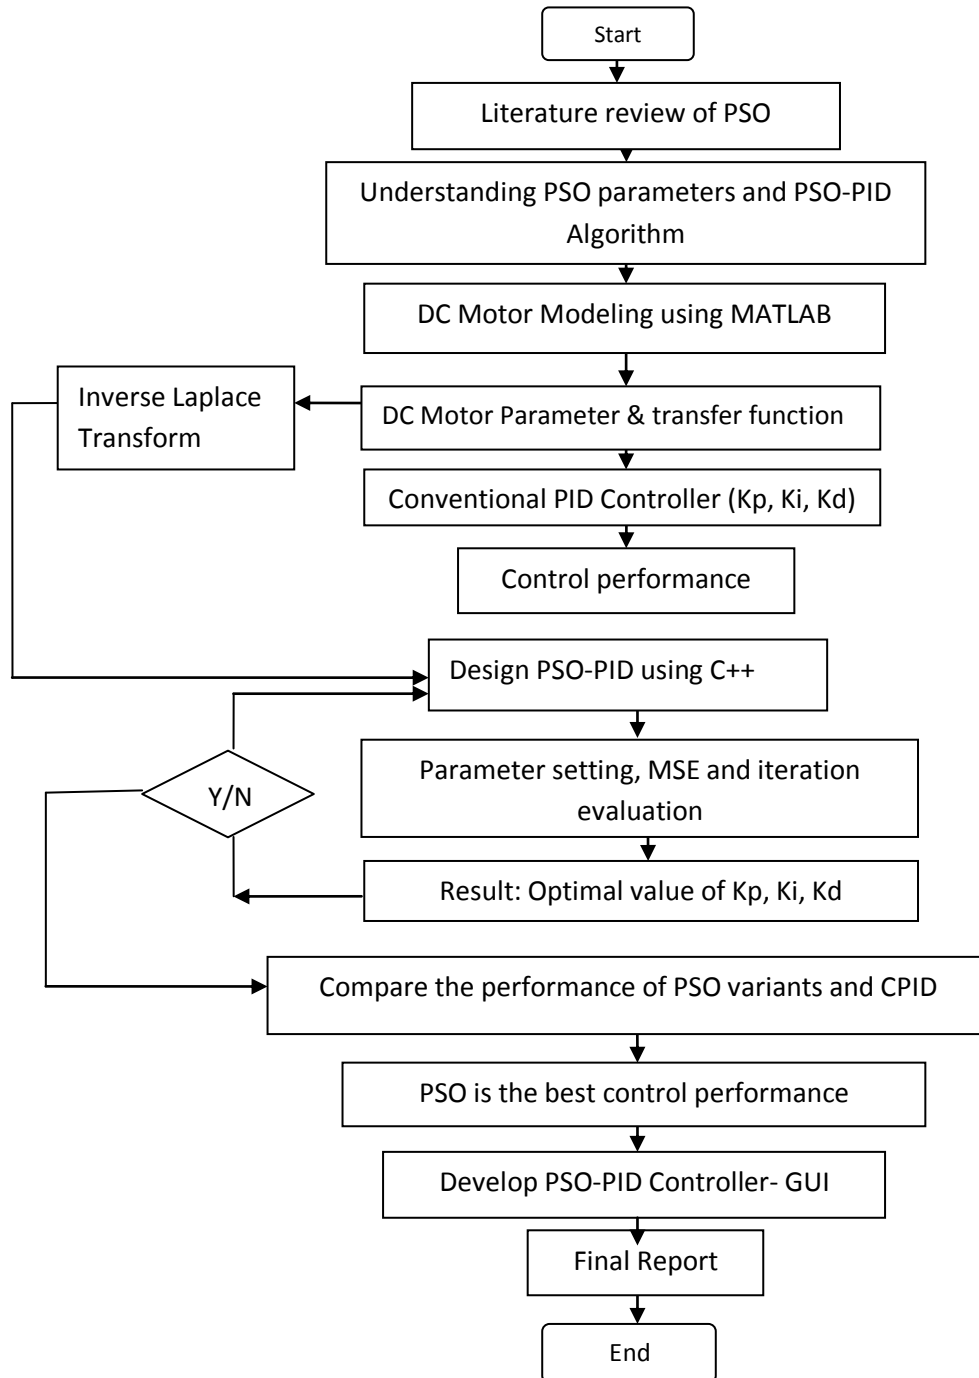 Start
Literature review of PSO
Understanding PSO parameters and PSO-PID
Algorithm
DC Motor Modeling using MATLAB
Inverse Laplace
Transform
DC Motor Parameter & transfer function
Conventional PID Controller (Kp, Ki, Kd)
Control performance
Design PSO-PID using C++
Parameter setting, MSE and iteration
evaluation
Y/N
Result: Optimal value of Kp, Ki, Kd
Compare the performance of PSO variants and CPID
PSO is the best control performance
Develop PSO-PID Controller- GUI
Final Report
End